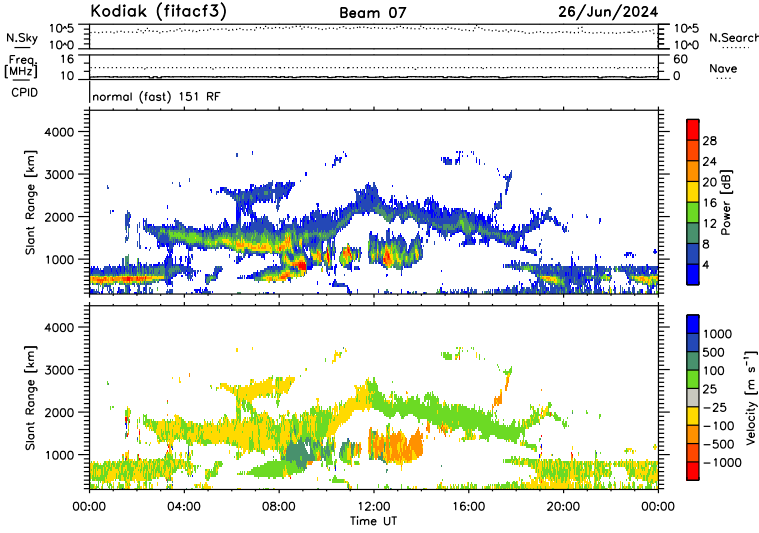 Kodiak (fitacf3) Beam 07 26/Jun/2024
N.Sky 10^5 10^0 10^5 10^0 N.Search
Freq. [MHz] 16 10 60 0 Nave
CPID normal (fast) 151 RF
Slant Range [km]
4000
3000
2000
1000
28
24
20
16
12
8
4
Power [dB]
Slant Range [km]
4000
3000
2000
1000
1000
500
100
25
−25
−100
−500
−1000
Velocity [m s⁻¹]
00:00 04:00 08:00 12:00 16:00 20:00 00:00
Time UT